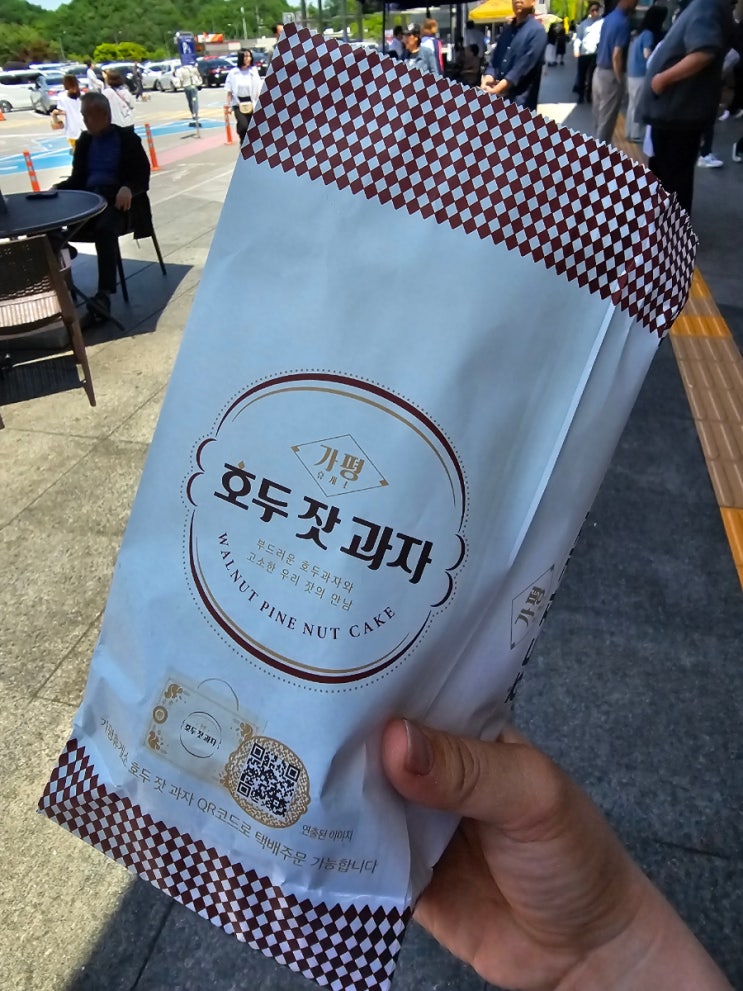 가평
휴게소
호두 잣 과자
부드러운 호두과자와
고소한 우리 잣의 만남
WALNUT PINE NUT CAKE
호두 잣 과자
연출된 이미지
가평휴게소 호두 잣 과자 QR코드로 택배주문 가능합니다
가평